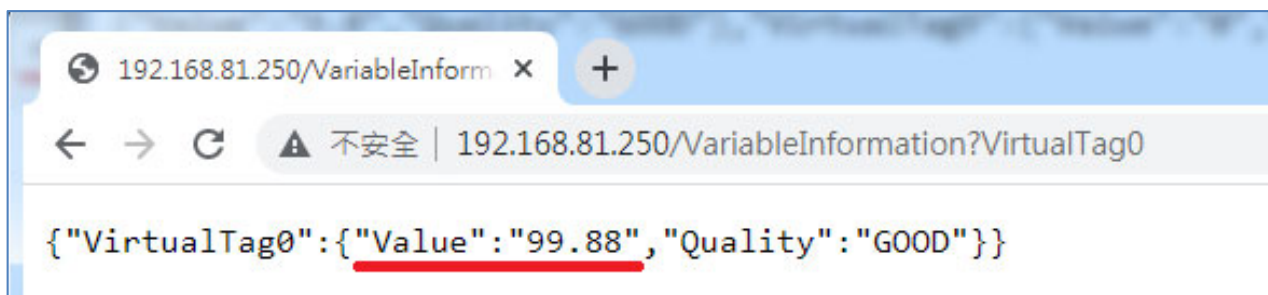 192.168.81.250/VariableInform
不安全 | 192.168.81.250/VariableInformation?VirtualTag0
{"VirtualTag0":{"Value":"99.88","Quality":"GOOD"}}